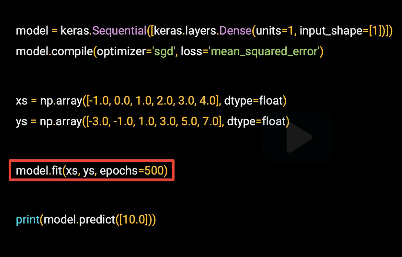 model = keras.Sequential([keras.layers.Dense(units=1, input_shape=[1])])
model.compile(optimizer='sgd', loss='mean_squared_error')
xs = np.array([-1.0, 0.0, 1.0, 2.0, 3.0, 4.0], dtype=float)
ys = np.array([-3.0, -1.0, 1.0, 3.0, 5.0, 7.0], dtype=float)
model.fit(xs, ys, epochs=500)
print(model.predict([10.0]))